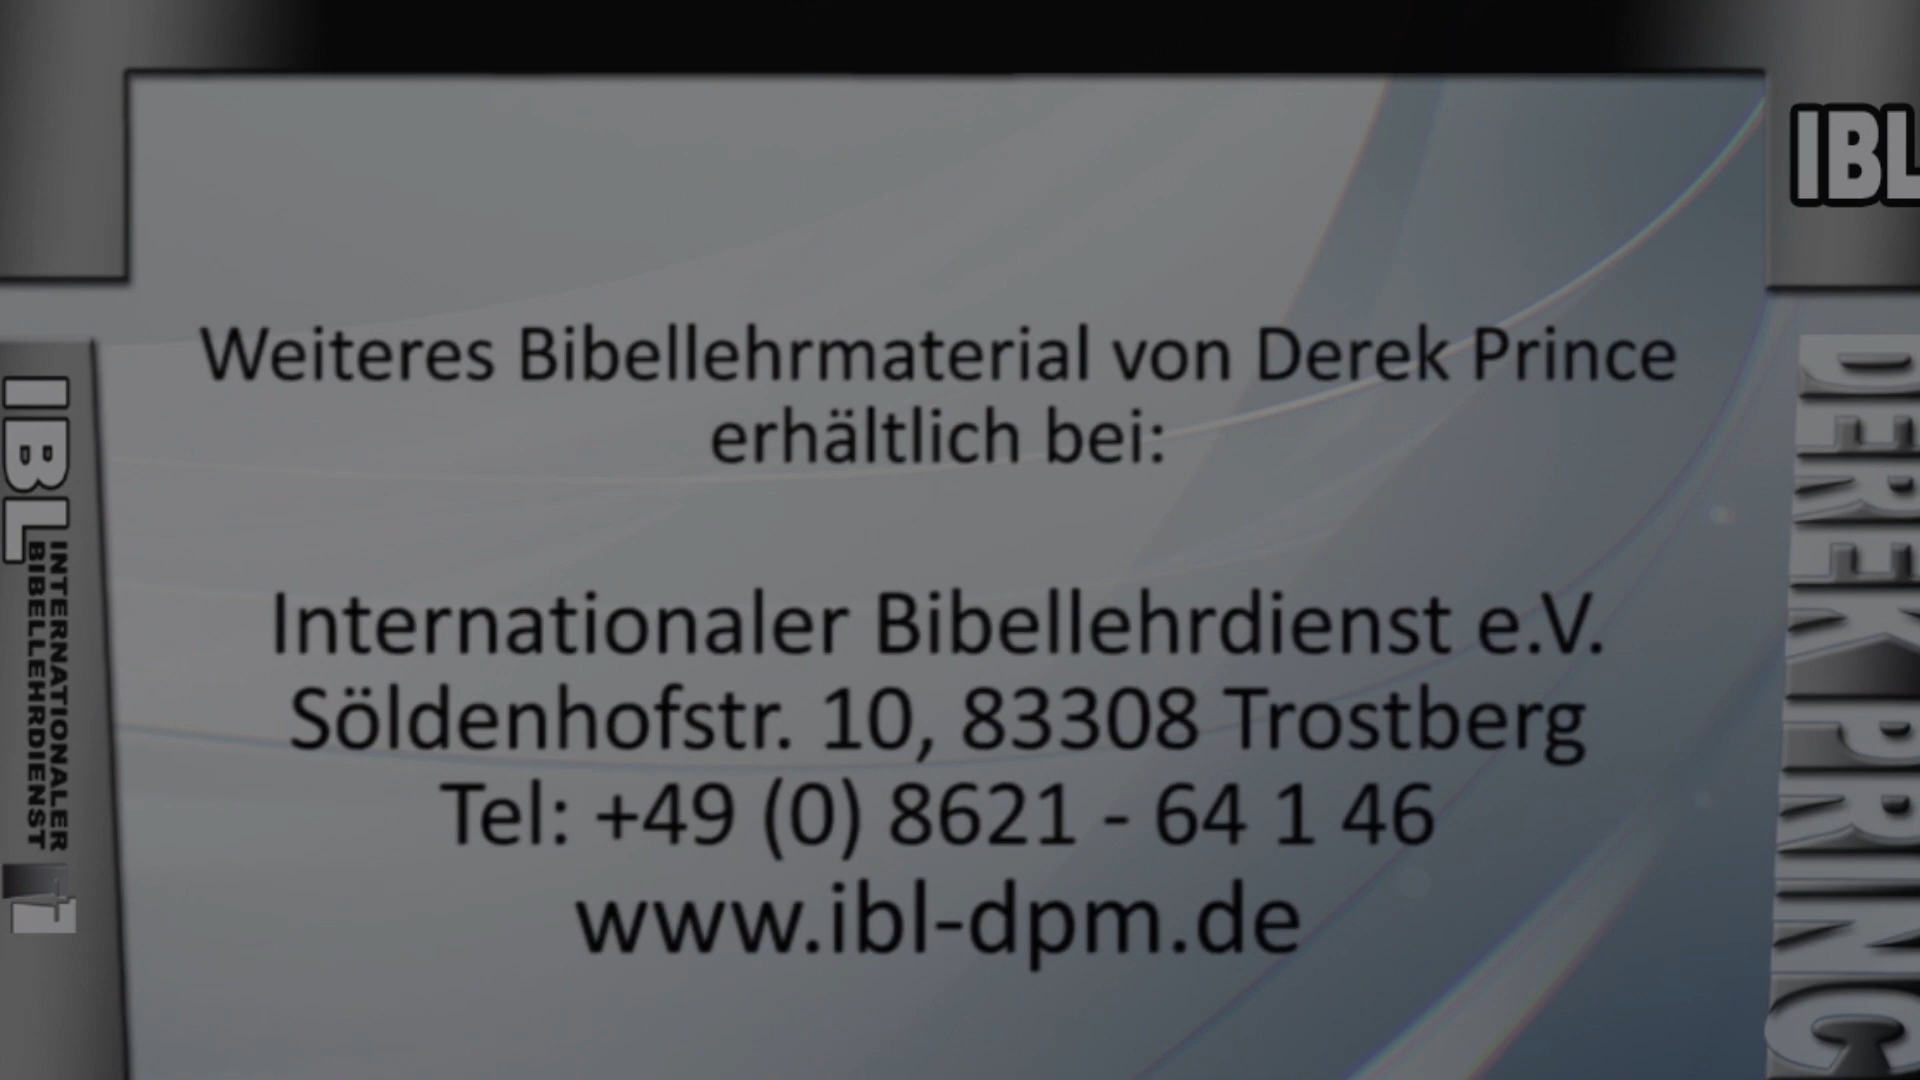 IBL
Weiteres Bibellehrmaterial von Derek Prince
erhältlich bei:
Internationaler Bibellehrdienst e.V.
Söldenhofstr. 10, 83308 Trostberg
Tel: +49 (0) 8621 - 64 1 46
www.ibl-dpm.de
IBL
INTERNATIONALER
BIBELLEHRDIENST
DEREK PRINC